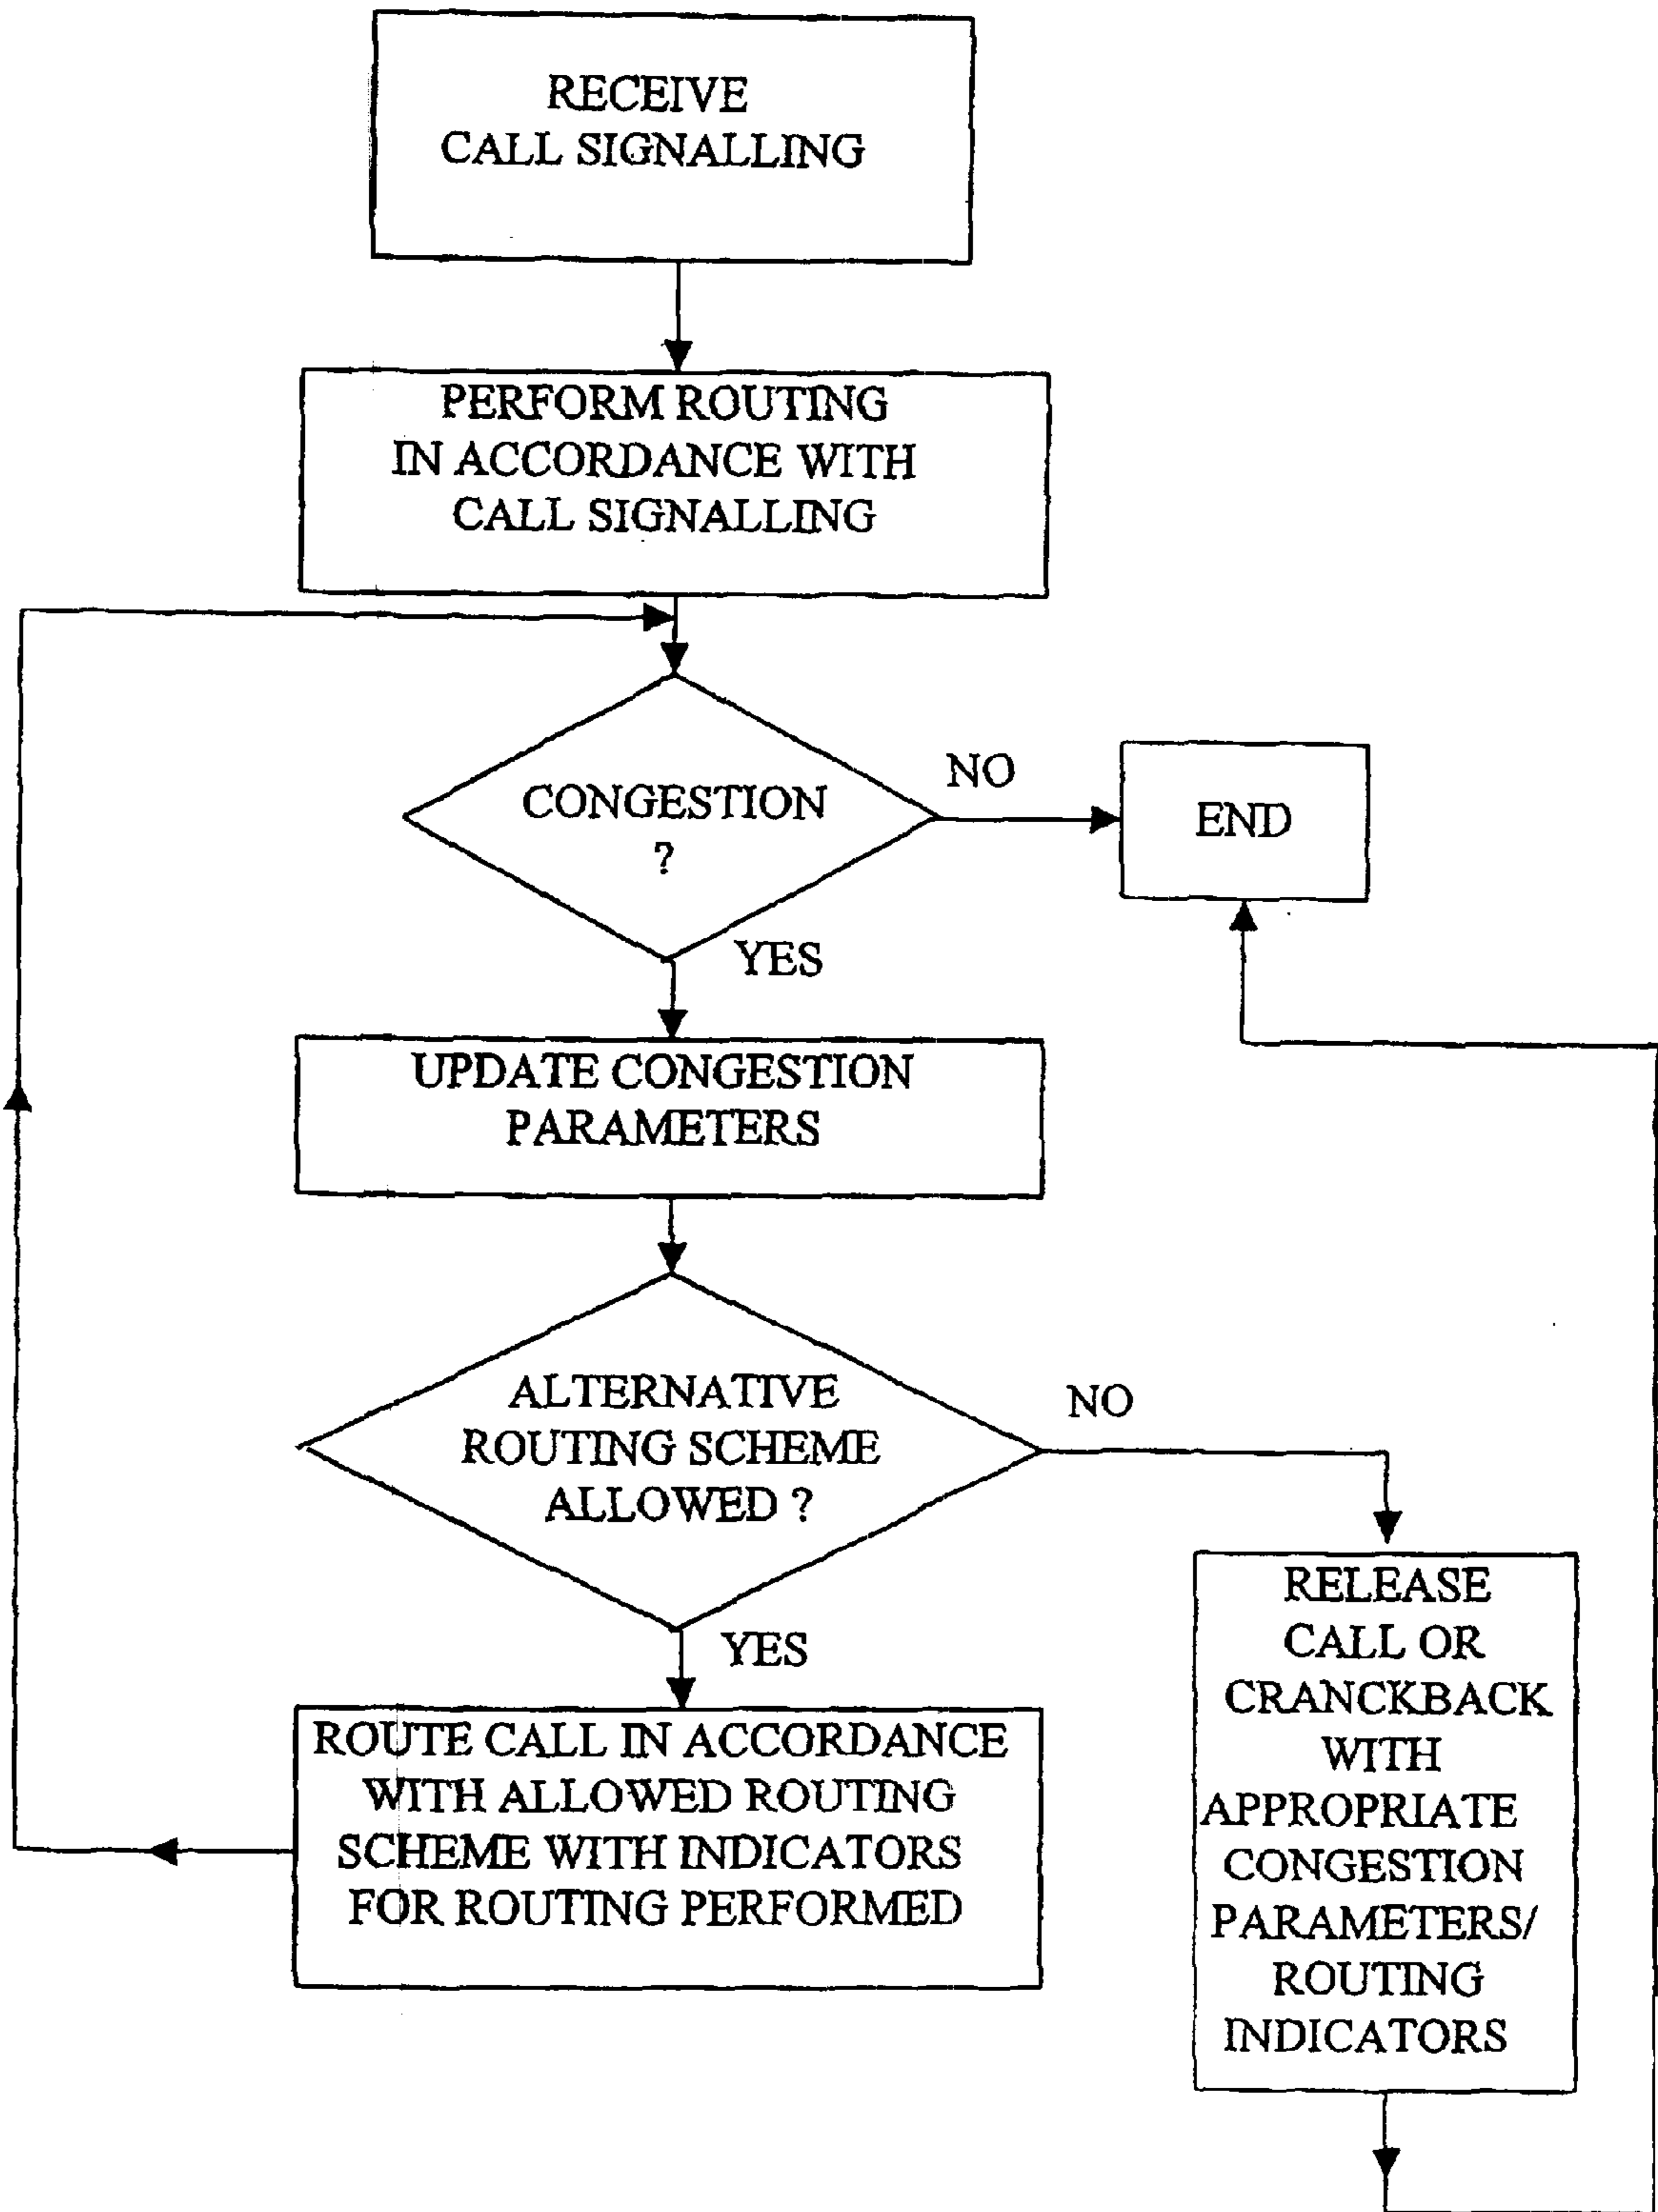 RECEIVE
CALL SIGNALLING
PERFORM ROUTING
IN ACCORDANCE WITH
CALL SIGNALLING
CONGESTION
?
NO
END
YES
UPDATE CONGESTION
PARAMETERS
ALTERNATIVE
ROUTING SCHEME
ALLOWED ?
NO
YES
ROUTE CALL IN ACCORDANCE
WITH ALLOWED ROUTING
SCHEME WITH INDICATORS
FOR ROUTING PERFORMED
RELEASE
CALL OR
CRANCKBACK
WITH
APPROPRIATE
CONGESTION
PARAMETERS/
ROUTING
INDICATORS